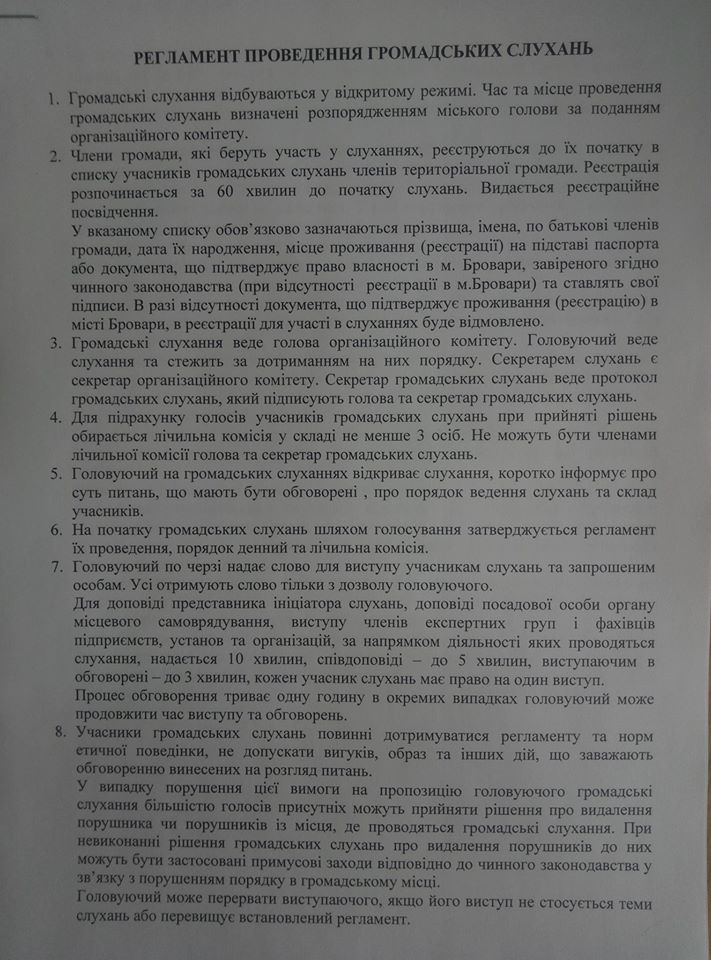 РЕГЛАМЕНТ ПРОВЕДЕННЯ ГРОМАДСЬКИХ СЛУХАНЬ
1. Громадські слухання відбуваються у відкритому режимі. Час та місце проведення
громадських слухань визначені розпорядженням міського голови за поданням
організаційного комітету.
2. Члени громади, які беруть участь у слуханнях, реєструються до їх початку в
списку учасників громадських слухань членів територіальної громади. Реєстрація
розпочинається за 60 хвилин до початку слухань. Видається реєстраційне
посвідчення.
У вказаному списку обов’язково зазначаються прізвища, імена, по батькові членів
громади, дата їх народження, місце проживання (реєстрації) на підставі паспорта
або документа, що підтверджує право власності в м. Бровари, завіреного згідно
чинного законодавства (при відсутності реєстрації в м.Бровари) та ставлять свої
підписи. В разі відсутності документа, що підтверджує проживання (реєстрацію) в
місті Бровари, в реєстрації для участі в слуханнях буде відмовлено.
3. Громадські слухання веде голова організаційного комітету. Головуючий веде
слухання та стежить за дотриманням на них порядку. Секретарем слухань є
секретар організаційного комітету. Секретар громадських слухань веде протокол
громадських слухань, який підписують голова та секретар громадських слухань.
4. Для підрахунку голосів учасників громадських слухань при прийняті рішень
обирається лічильна комісія у складі не менше 3 осіб. Не можуть бути членами
лічильної комісії голова та секретар громадських слухань.
5. Головуючий на громадських слуханнях відкриває слухання, коротко інформує про
суть питань, що мають бути обговорені , про порядок ведення слухань та склад
учасників.
6. На початку громадських слухань шляхом голосування затверджується регламент
їх проведення, порядок денний та лічильна комісія.
7. Головуючий по черзі надає слово для виступу учасникам слухань та запрошеним
особам. Усі отримують слово тільки з дозволу головуючого.
Для доповіді представника ініціатора слухань, доповіді посадової особи органу
місцевого самоврядування, виступу членів експертних груп і фахівців
підприємств, установ та організацій, за напрямком діяльності яких проводяться
слухання, надається 10 хвилин, співдоповіді – до 5 хвилин, виступаючим в
обговорені – до 3 хвилин, кожен учасник слухань має право на один виступ.
Процес обговорення триває одну годину в окремих випадках головуючий може
продовжити час виступу та обговорень.
8. Учасники громадських слухань повинні дотримуватися регламенту та норм
етичної поведінки, не допускати вигуків, образ та інших дій, що заважають
обговоренню винесених на розгляд питань.
У випадку порушення цієї вимоги на пропозицію головуючого громадські
слухання більшістю голосів присутніх можуть прийняти рішення про видалення
порушника чи порушників із місця, де проводяться громадські слухання. При
невиконанні рішення громадських слухань про видалення порушників до них
можуть бути застосовані примусові заходи відповідно до чинного законодавства у
зв’язку з порушенням порядку в громадському місці.
Головуючий може перервати виступаючого, якщо його виступ не стосується теми
слухань або перевищує встановлений регламент.